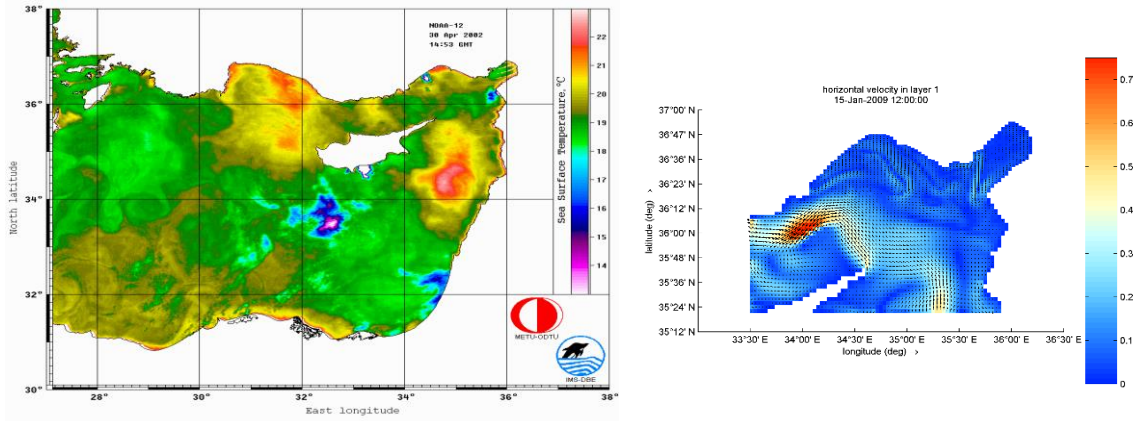 NOAA-12
30 Apr 2002
14:53 GMT
38°
36°
34°
32°
30°
North latitude
28°
30°
32°
34°
36°
38°
East longitude
Sea Surface Temperature,°C
22
21
20
19
18
17
16
15
14
13
METU-ODTÜ
IMS-DBE
horizontal velocity in layer 1
15-Jan-2009 12:00:00
37°00' N
36°47' N
36°36' N
36°23' N
36°12' N
36°00' N
35°48' N
35°36' N
35°24' N
35°12' N
latitude (deg) >
33°30' E
34°00' E
34°30' E
35°00' E
35°30' E
36°00' E
36°30' E
longitude (deg) >
0.7
0.6
0.5
0.4
0.3
0.2
0.1
0